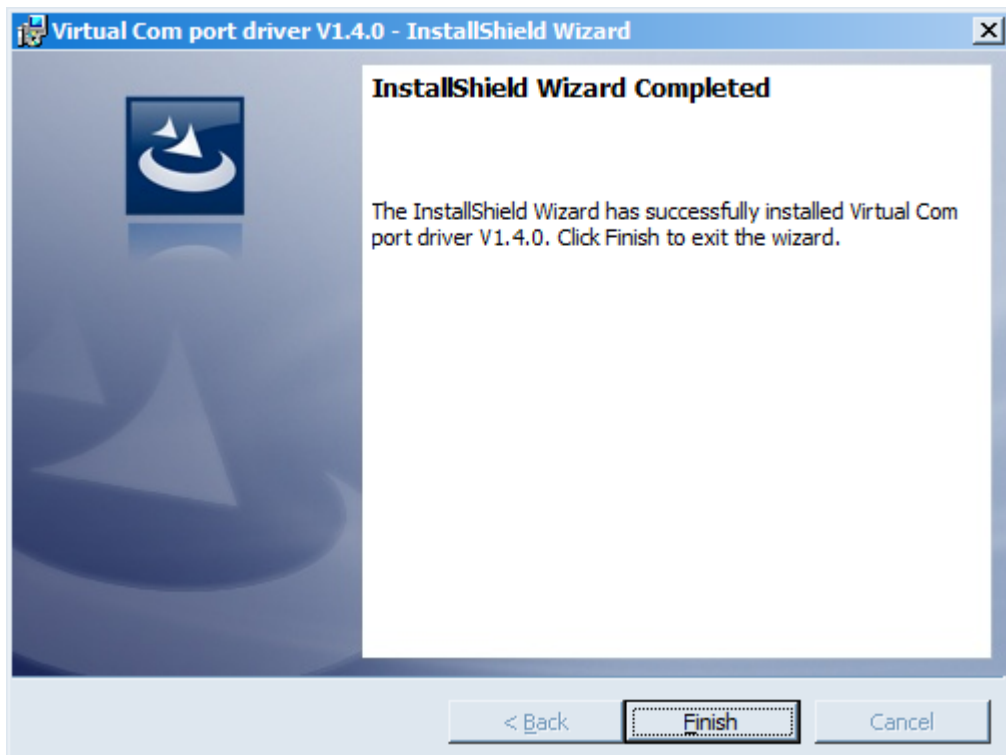 Virtual Com port driver V1.4.0 - InstallShield Wizard
InstallShield Wizard Completed
The InstallShield Wizard has successfully installed Virtual Com
port driver V1.4.0. Click Finish to exit the wizard.
< Back
Finish
Cancel